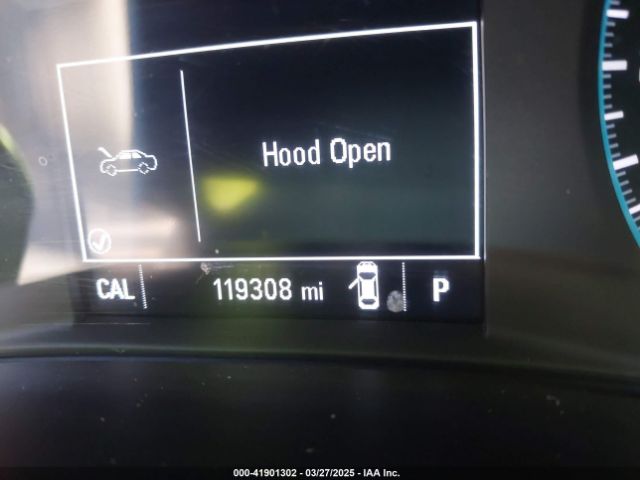 Hood Open
CAL 119308 mi P
000-41901302 - 03/27/2025 - IAA Inc.